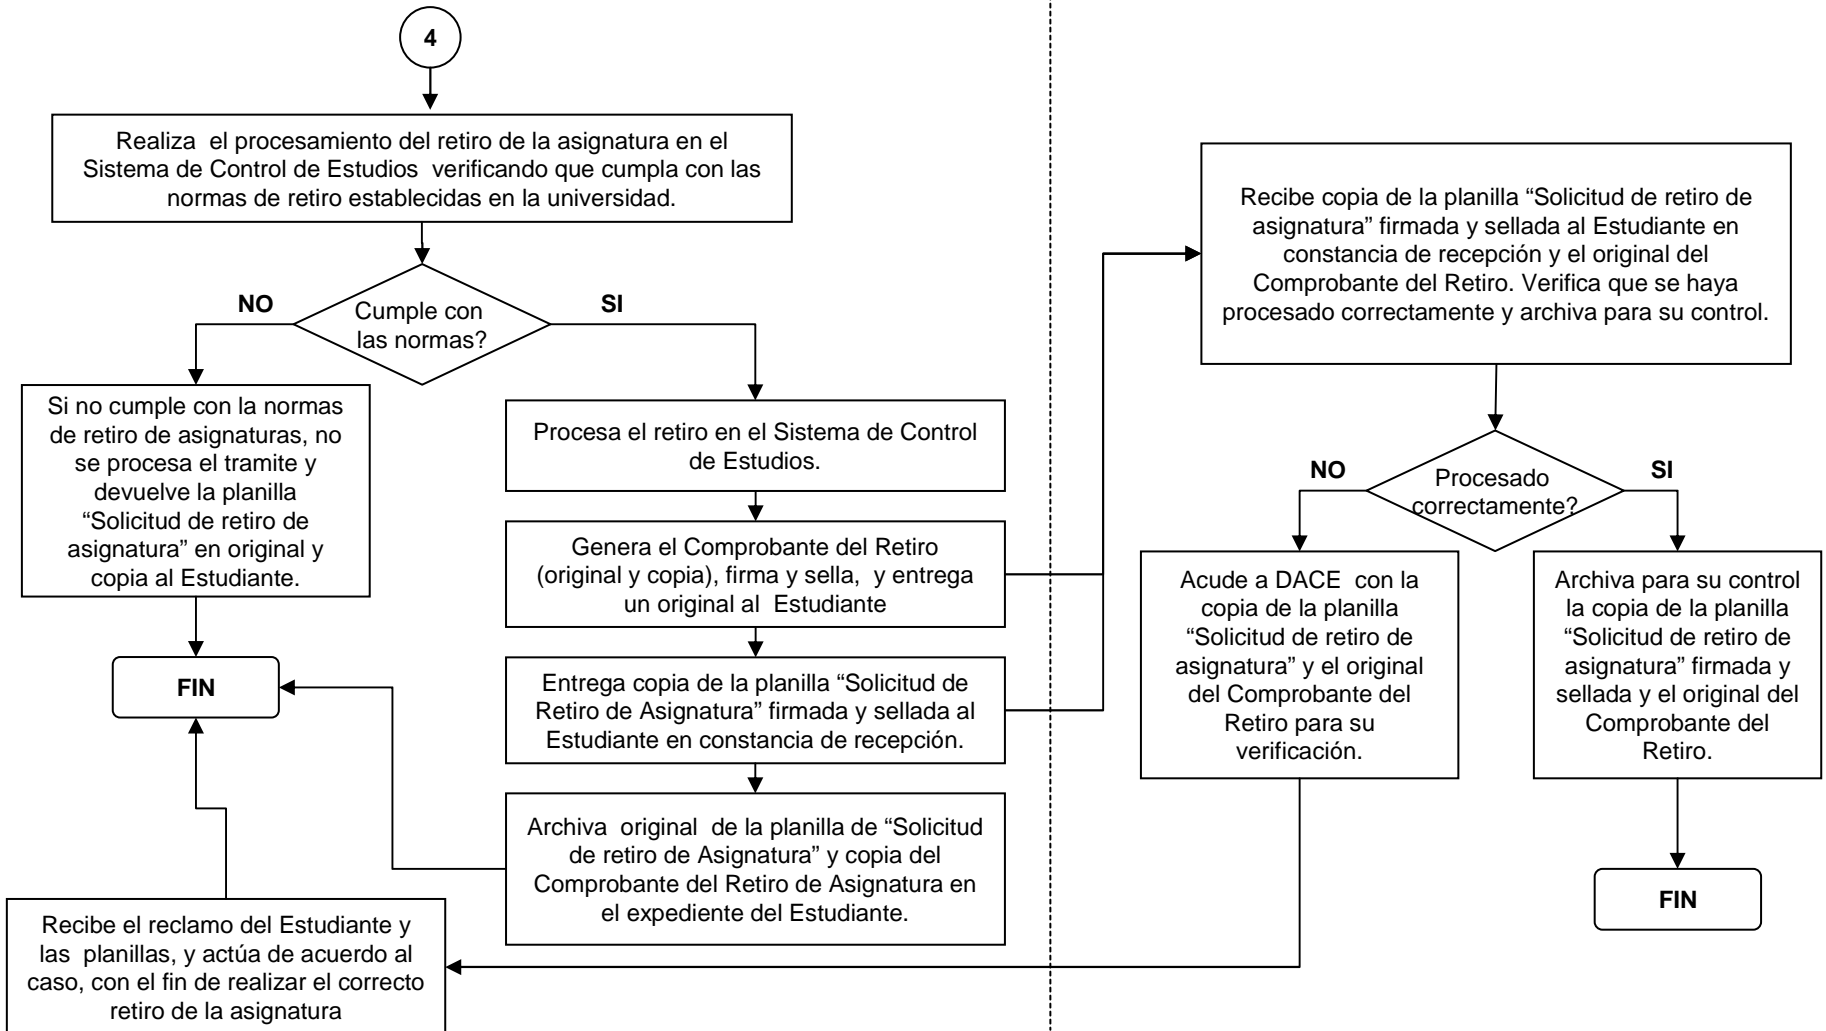 4
Realiza el procesamiento del retiro de la asignatura en el
Sistema de Control de Estudios verificando que cumpla con las
normas de retiro establecidas en la universidad.
Cumple con
las normas?
NO
SI
Si no cumple con la normas
de retiro de asignaturas, no
se procesa el tramite y
devuelve la planilla
“Solicitud de retiro de
asignatura” en original y
copia al Estudiante.
FIN
Procesa el retiro en el Sistema de Control
de Estudios.
Genera el Comprobante del Retiro
(original y copia), firma y sella, y entrega
un original al Estudiante
Entrega copia de la planilla “Solicitud de
Retiro de Asignatura” firmada y sellada al
Estudiante en constancia de recepción.
Archiva original de la planilla de “Solicitud
de retiro de Asignatura” y copia del
Comprobante del Retiro de Asignatura en
el expediente del Estudiante.
Recibe el reclamo del Estudiante y
las planillas, y actúa de acuerdo al
caso, con el fin de realizar el correcto
retiro de la asignatura
Recibe copia de la planilla “Solicitud de retiro de
asignatura” firmada y sellada al Estudiante en
constancia de recepción y el original del
Comprobante del Retiro. Verifica que se haya
procesado correctamente y archiva para su control.
Procesado
correctamente?
NO
SI
Acude a DACE con la
copia de la planilla
“Solicitud de retiro de
asignatura” y el original
del Comprobante del
Retiro para su
verificación.
Archiva para su control
la copia de la planilla
“Solicitud de retiro de
asignatura” firmada y
sellada y el original del
Comprobante del
Retiro.
FIN